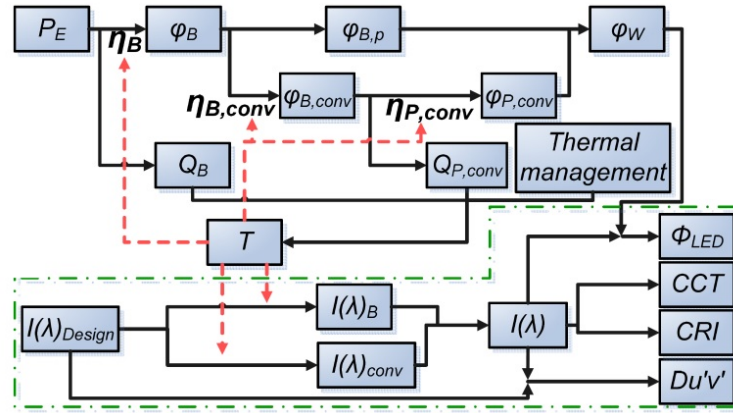 P_E
η_B
φ_B
φ_B,p
φ_W
η_B,conv
φ_B,conv
η_P,conv
φ_P,conv
Q_B
Q_P,conv
Thermal
management
T
Φ_LED
I(λ)_Design
I(λ)_B
I(λ)_conv
I(λ)
CCT
CRI
Du'v'